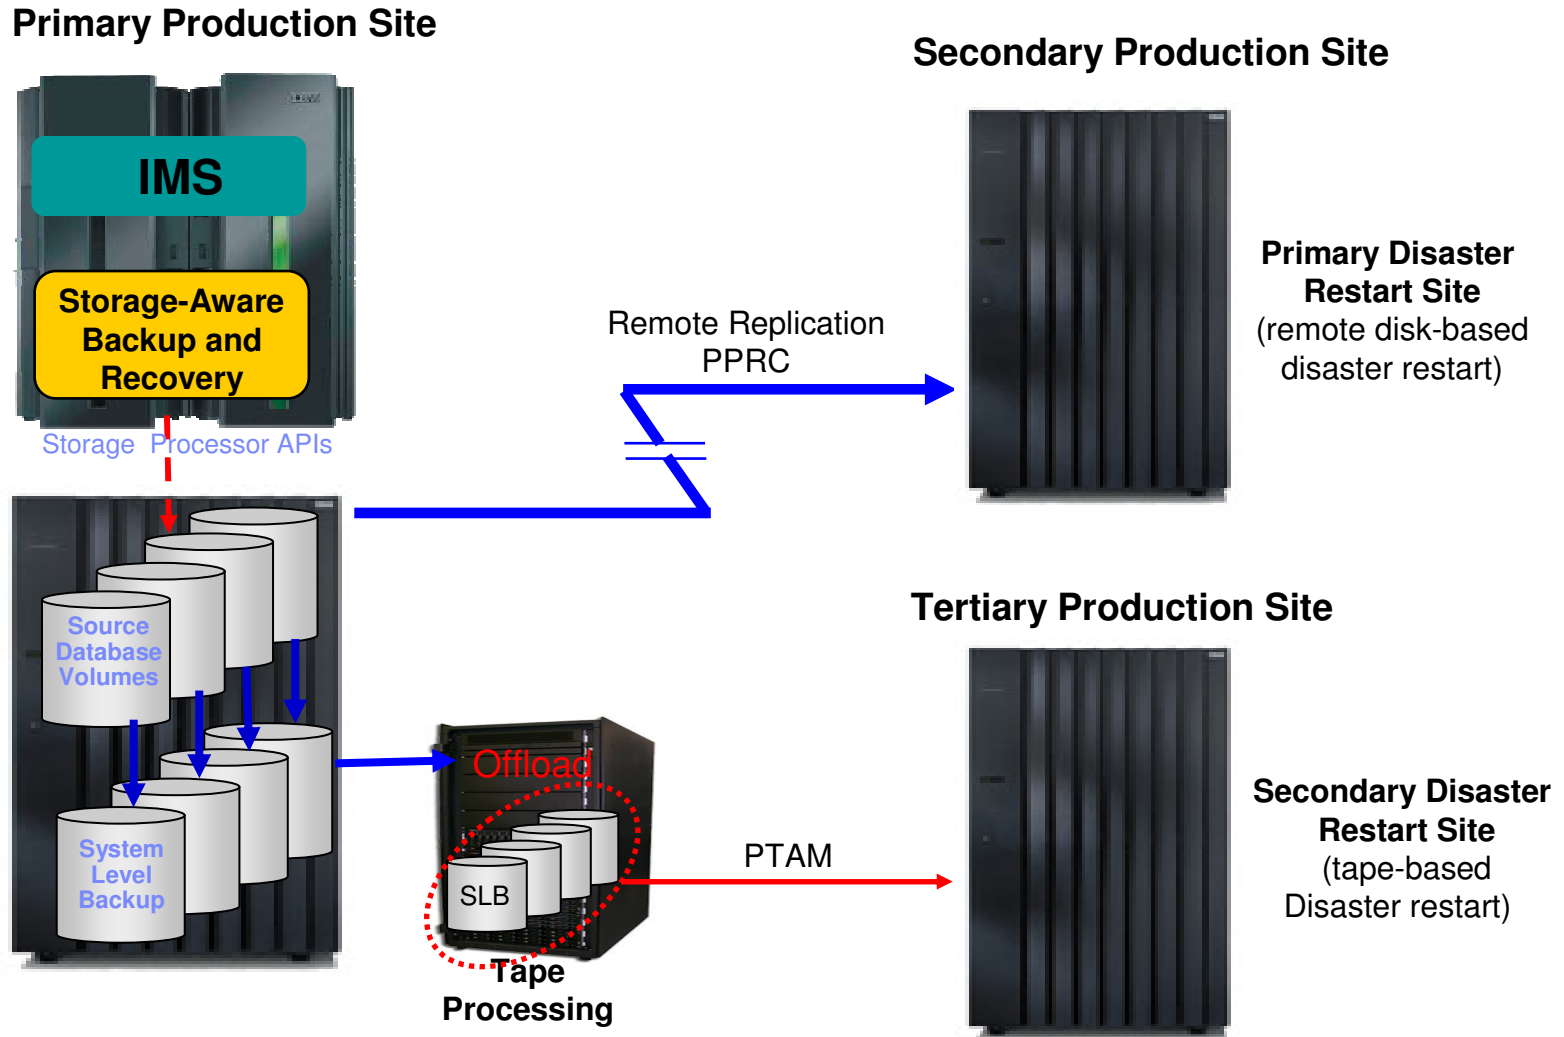 Primary Production Site
Secondary Production Site
IMS
Storage-Aware
Backup and
Recovery
Storage Processor APIs
Remote Replication
PPRC
Primary Disaster
Restart Site
(remote disk-based
disaster restart)
Source
Database
Volumes
System
Level
Backup
Offload
SLB
Tape
Processing
PTAM
Tertiary Production Site
Secondary Disaster
Restart Site
(tape-based
Disaster restart)